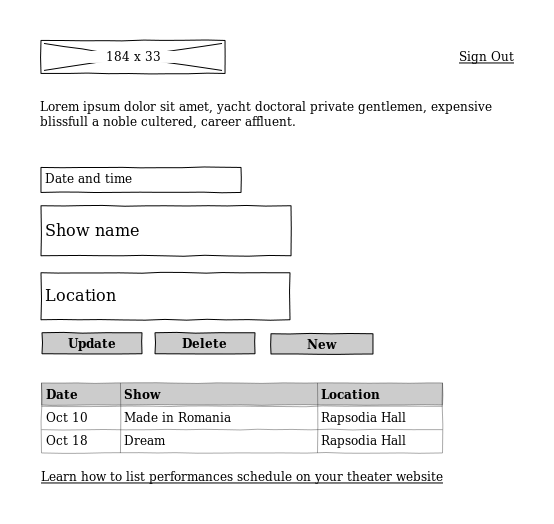 184 x 33
Sign Out
Lorem ipsum dolor sit amet, yacht doctoral private gentlemen, expensive
blissfull a noble cultured, career affluent.
Date and time
Show name
Location
Update Delete New
Date Show Location
Oct 10 Made in Romania Rapsodia Hall
Oct 18 Dream Rapsodia Hall
Learn how to list performances schedule on your theater website